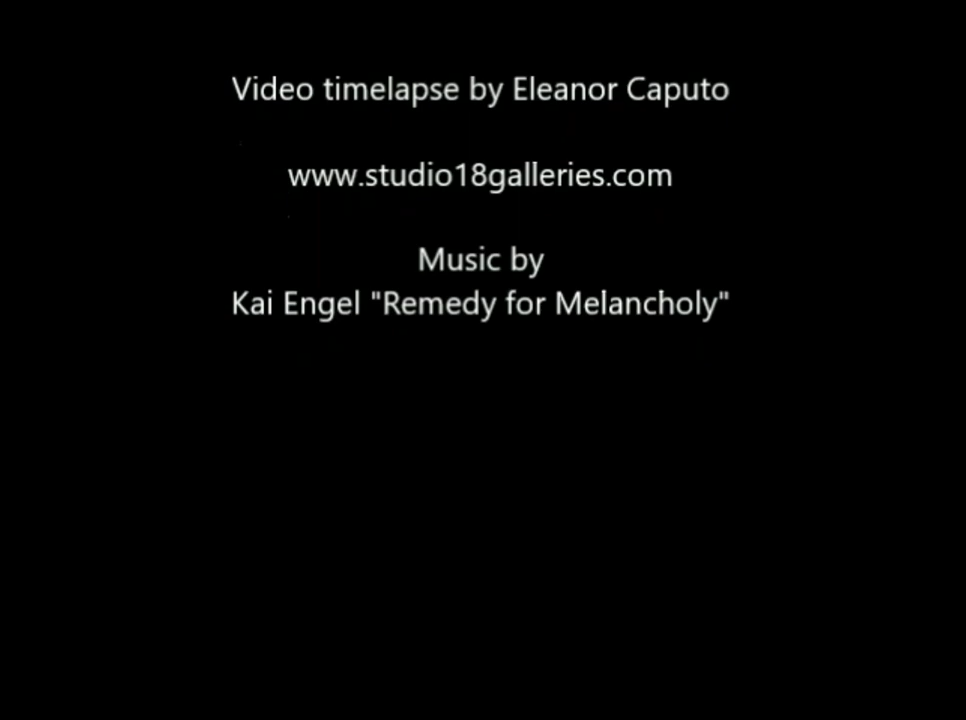 Video timelapse by Eleanor Caputo
www.studio18galleries.com
Music by
Kai Engel "Remedy for Melancholy"